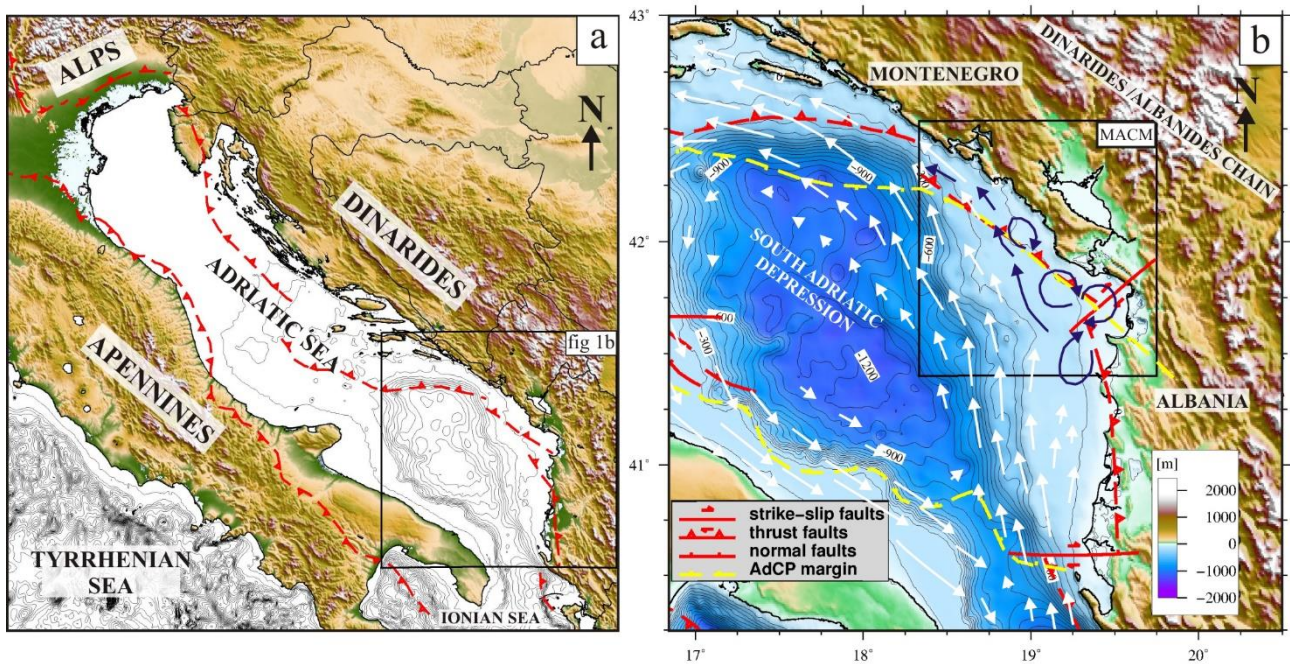 a
ALPS
N
DINARIDES
ADRIATIC SEA
fig 1b
APENNINES
TYRRHENIAN
SEA
IONIAN SEA
43°
42°
41°
17°
18°
19°
20°
b
MONTENEGRO
DINARIDES /ALBANIDES
CHAIN
N
MACM
-900
-900
-600
SOUTH ADRIATIC
DEPRESSION
-600
-300
-1200
-900
ALBANIA
[m]
2000
1000
0
-1000
-2000
strike-slip faults
thrust faults
normal faults
AdCP margin